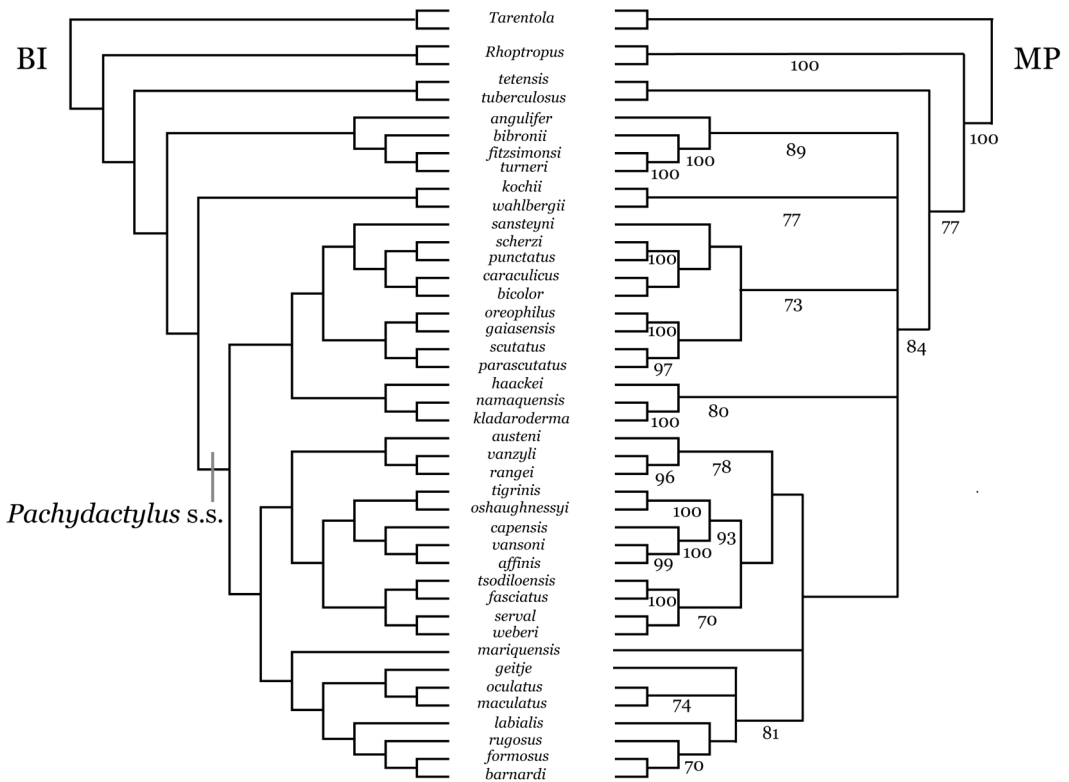 BI
MP
Tarentola
Rhoptropus
100
tetensis
tuberculosus
100
angulifer
bibronii
89
fitzsimonsi
100
turneri
100
kochii
wahlbergii
77
77
sansteyni
scherzi
punctatus
100
caraculicus
bicolor
73
oreophilus
gaiasensis
100
scutatus
84
parascutatus
97
haackei
namaquensis
80
kladaroderma
100
austeni
vanzyli
78
rangei
96
tigrinis
oshaughnessyi
100
Pachydactylus s.s.
capensis
93
vansoni
100
affinis
99
tsodiloensis
fasciatus
100
serval
70
weberi
mariquensis
geitje
oculatus
maculatus
74
labialis
81
rugosus
formosus
70
barnardi